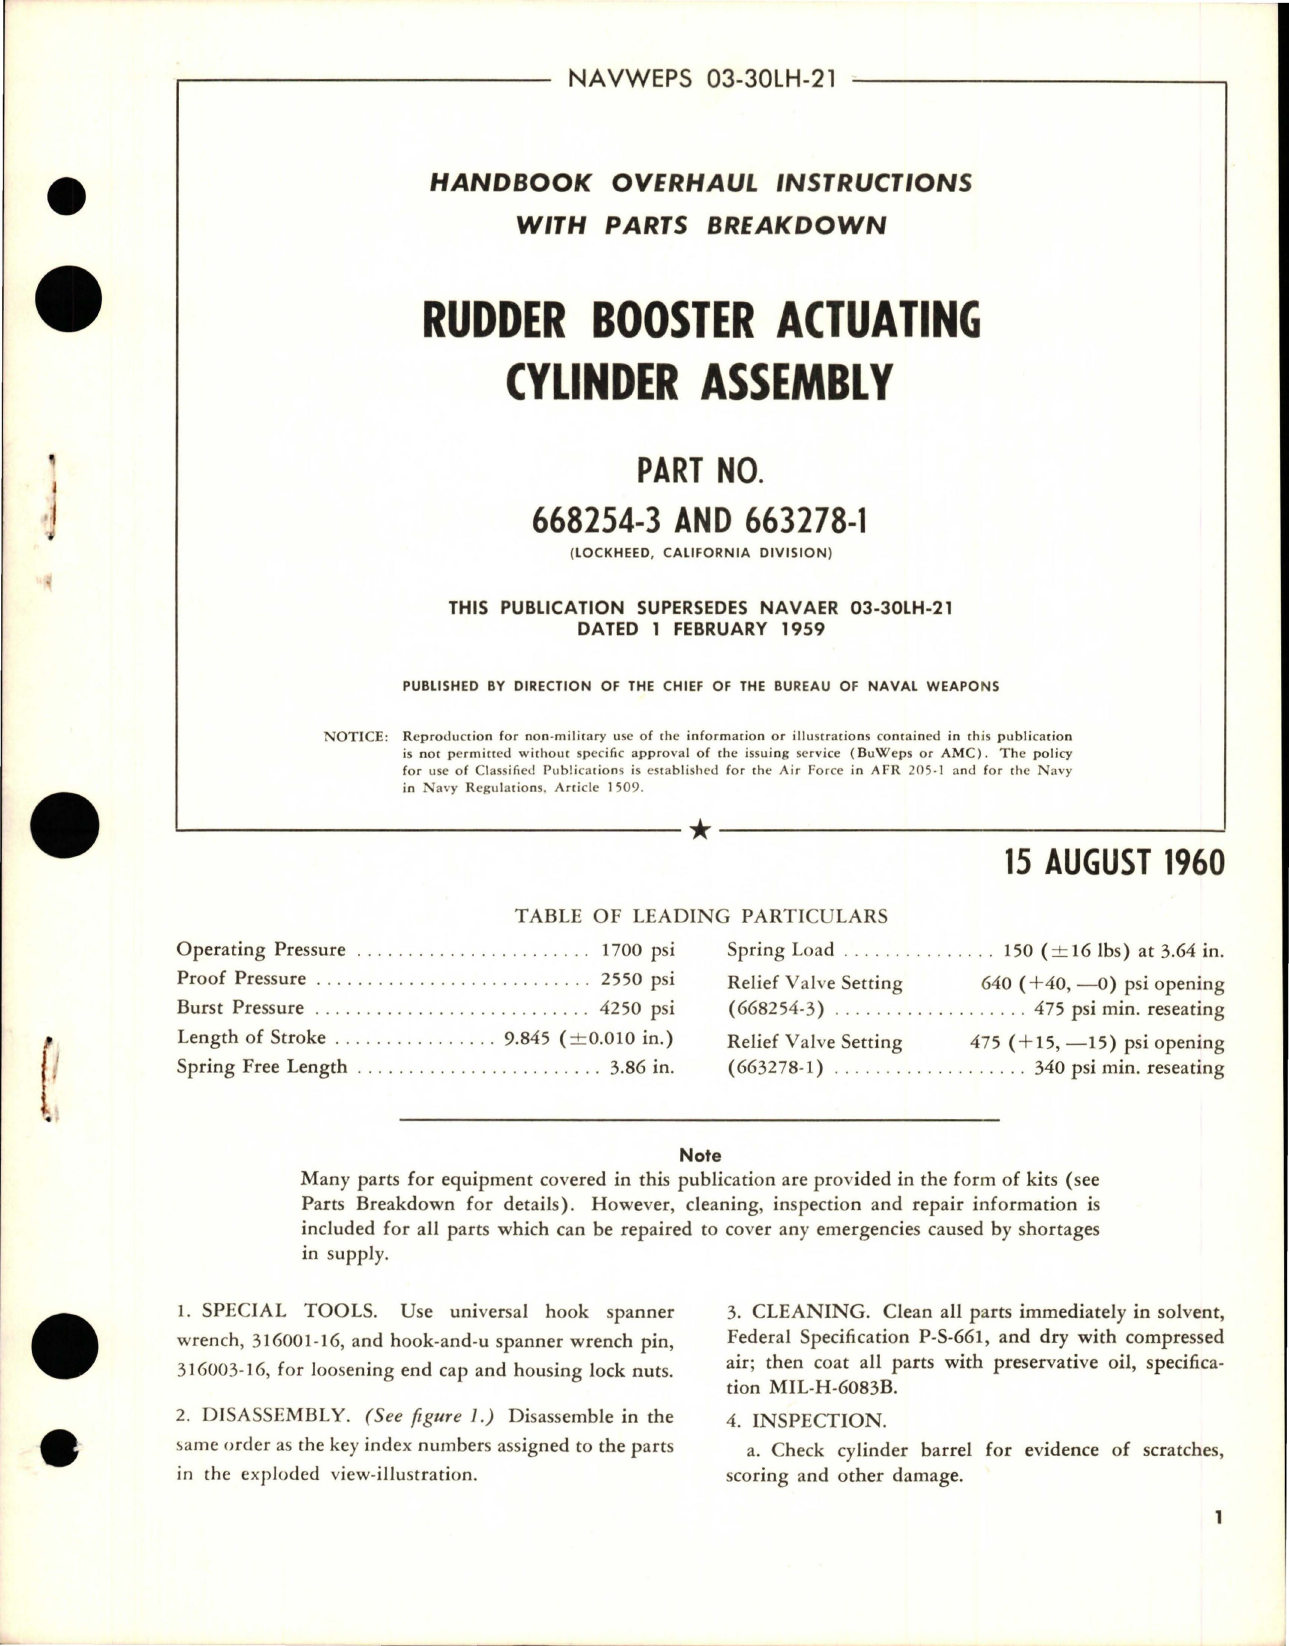 NAVWEPS 03-30LH-21
HANDBOOK OVERHAUL INSTRUCTIONS
WITH PARTS BREAKDOWN
RUDDER BOOSTER ACTUATING
CYLINDER ASSEMBLY
PART NO.
668254-3 AND 663278-1
(LOCKHEED, CALIFORNIA DIVISION)
THIS PUBLICATION SUPERSEDES NAVAER 03-30LH-21
DATED 1 FEBRUARY 1959
PUBLISHED BY DIRECTION OF THE CHIEF OF THE BUREAU OF NAVAL WEAPONS
NOTICE: Reproduction for non-military use of the information or illustrations contained in this publication
is not permitted without specific approval of the issuing service (BuWeps or AMC). The policy
for use of Classified Publications is established for the Air Force in AFR 205-1 and for the Navy
in Navy Regulations, Article 1509.
15 AUGUST 1960
TABLE OF LEADING PARTICULARS
Operating Pressure ....................... 1700 psi
Proof Pressure ........................... 2550 psi
Burst Pressure ........................... 4250 psi
Length of Stroke ................ 9.845 (±0.010 in.)
Spring Free Length ........................ 3.86 in.
Spring Load ............... 150 (±16 lbs) at 3.64 in.
Relief Valve Setting 640 (+40, —0) psi opening
(668254-3) ................... 475 psi min. reseating
Relief Valve Setting 475 (+15, —15) psi opening
(663278-1) ................... 340 psi min. reseating
Note
Many parts for equipment covered in this publication are provided in the form of kits (see
Parts Breakdown for details). However, cleaning, inspection and repair information is
included for all parts which can be repaired to cover any emergencies caused by shortages
in supply.
1. SPECIAL TOOLS. Use universal hook spanner
wrench, 316001-16, and hook-and-u spanner wrench pin,
316003-16, for loosening end cap and housing lock nuts.
2. DISASSEMBLY. (See figure 1.) Disassemble in the
same order as the key index numbers assigned to the parts
in the exploded view-illustration.
3. CLEANING. Clean all parts immediately in solvent,
Federal Specification P-S-661, and dry with compressed
air; then coat all parts with preservative oil, specifica-
tion MIL-H-6083B.
4. INSPECTION.
a. Check cylinder barrel for evidence of scratches,
scoring and other damage.
1